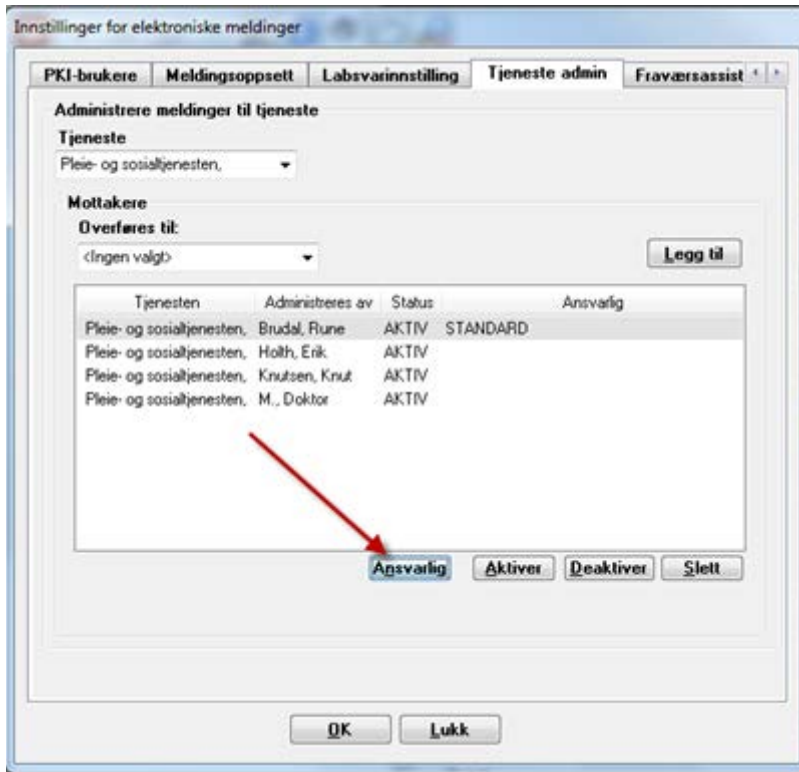 Innstillinger for elektroniske meldinger
PKI-brukere Meldingsoppsett Labsvarinnstilling Tjeneste admin Fraværsassist
Administrere meldinger til tjeneste
Tjeneste
Pleie- og sosialtjenesten,
Mottakere
Overføres til:
<Ingen valgt>
Legg til
Tjenesten Administreres av Status Ansvarlig
Pleie- og sosialtjenesten, Brudal, Rune AKTIV STANDARD
Pleie- og sosialtjenesten, Holth, Erik AKTIV
Pleie- og sosialtjenesten, Knutsen, Knut AKTIV
Pleie- og sosialtjenesten, M., Doktor AKTIV
Ansvarlig Aktiver Deaktiver Slett
OK Lukk